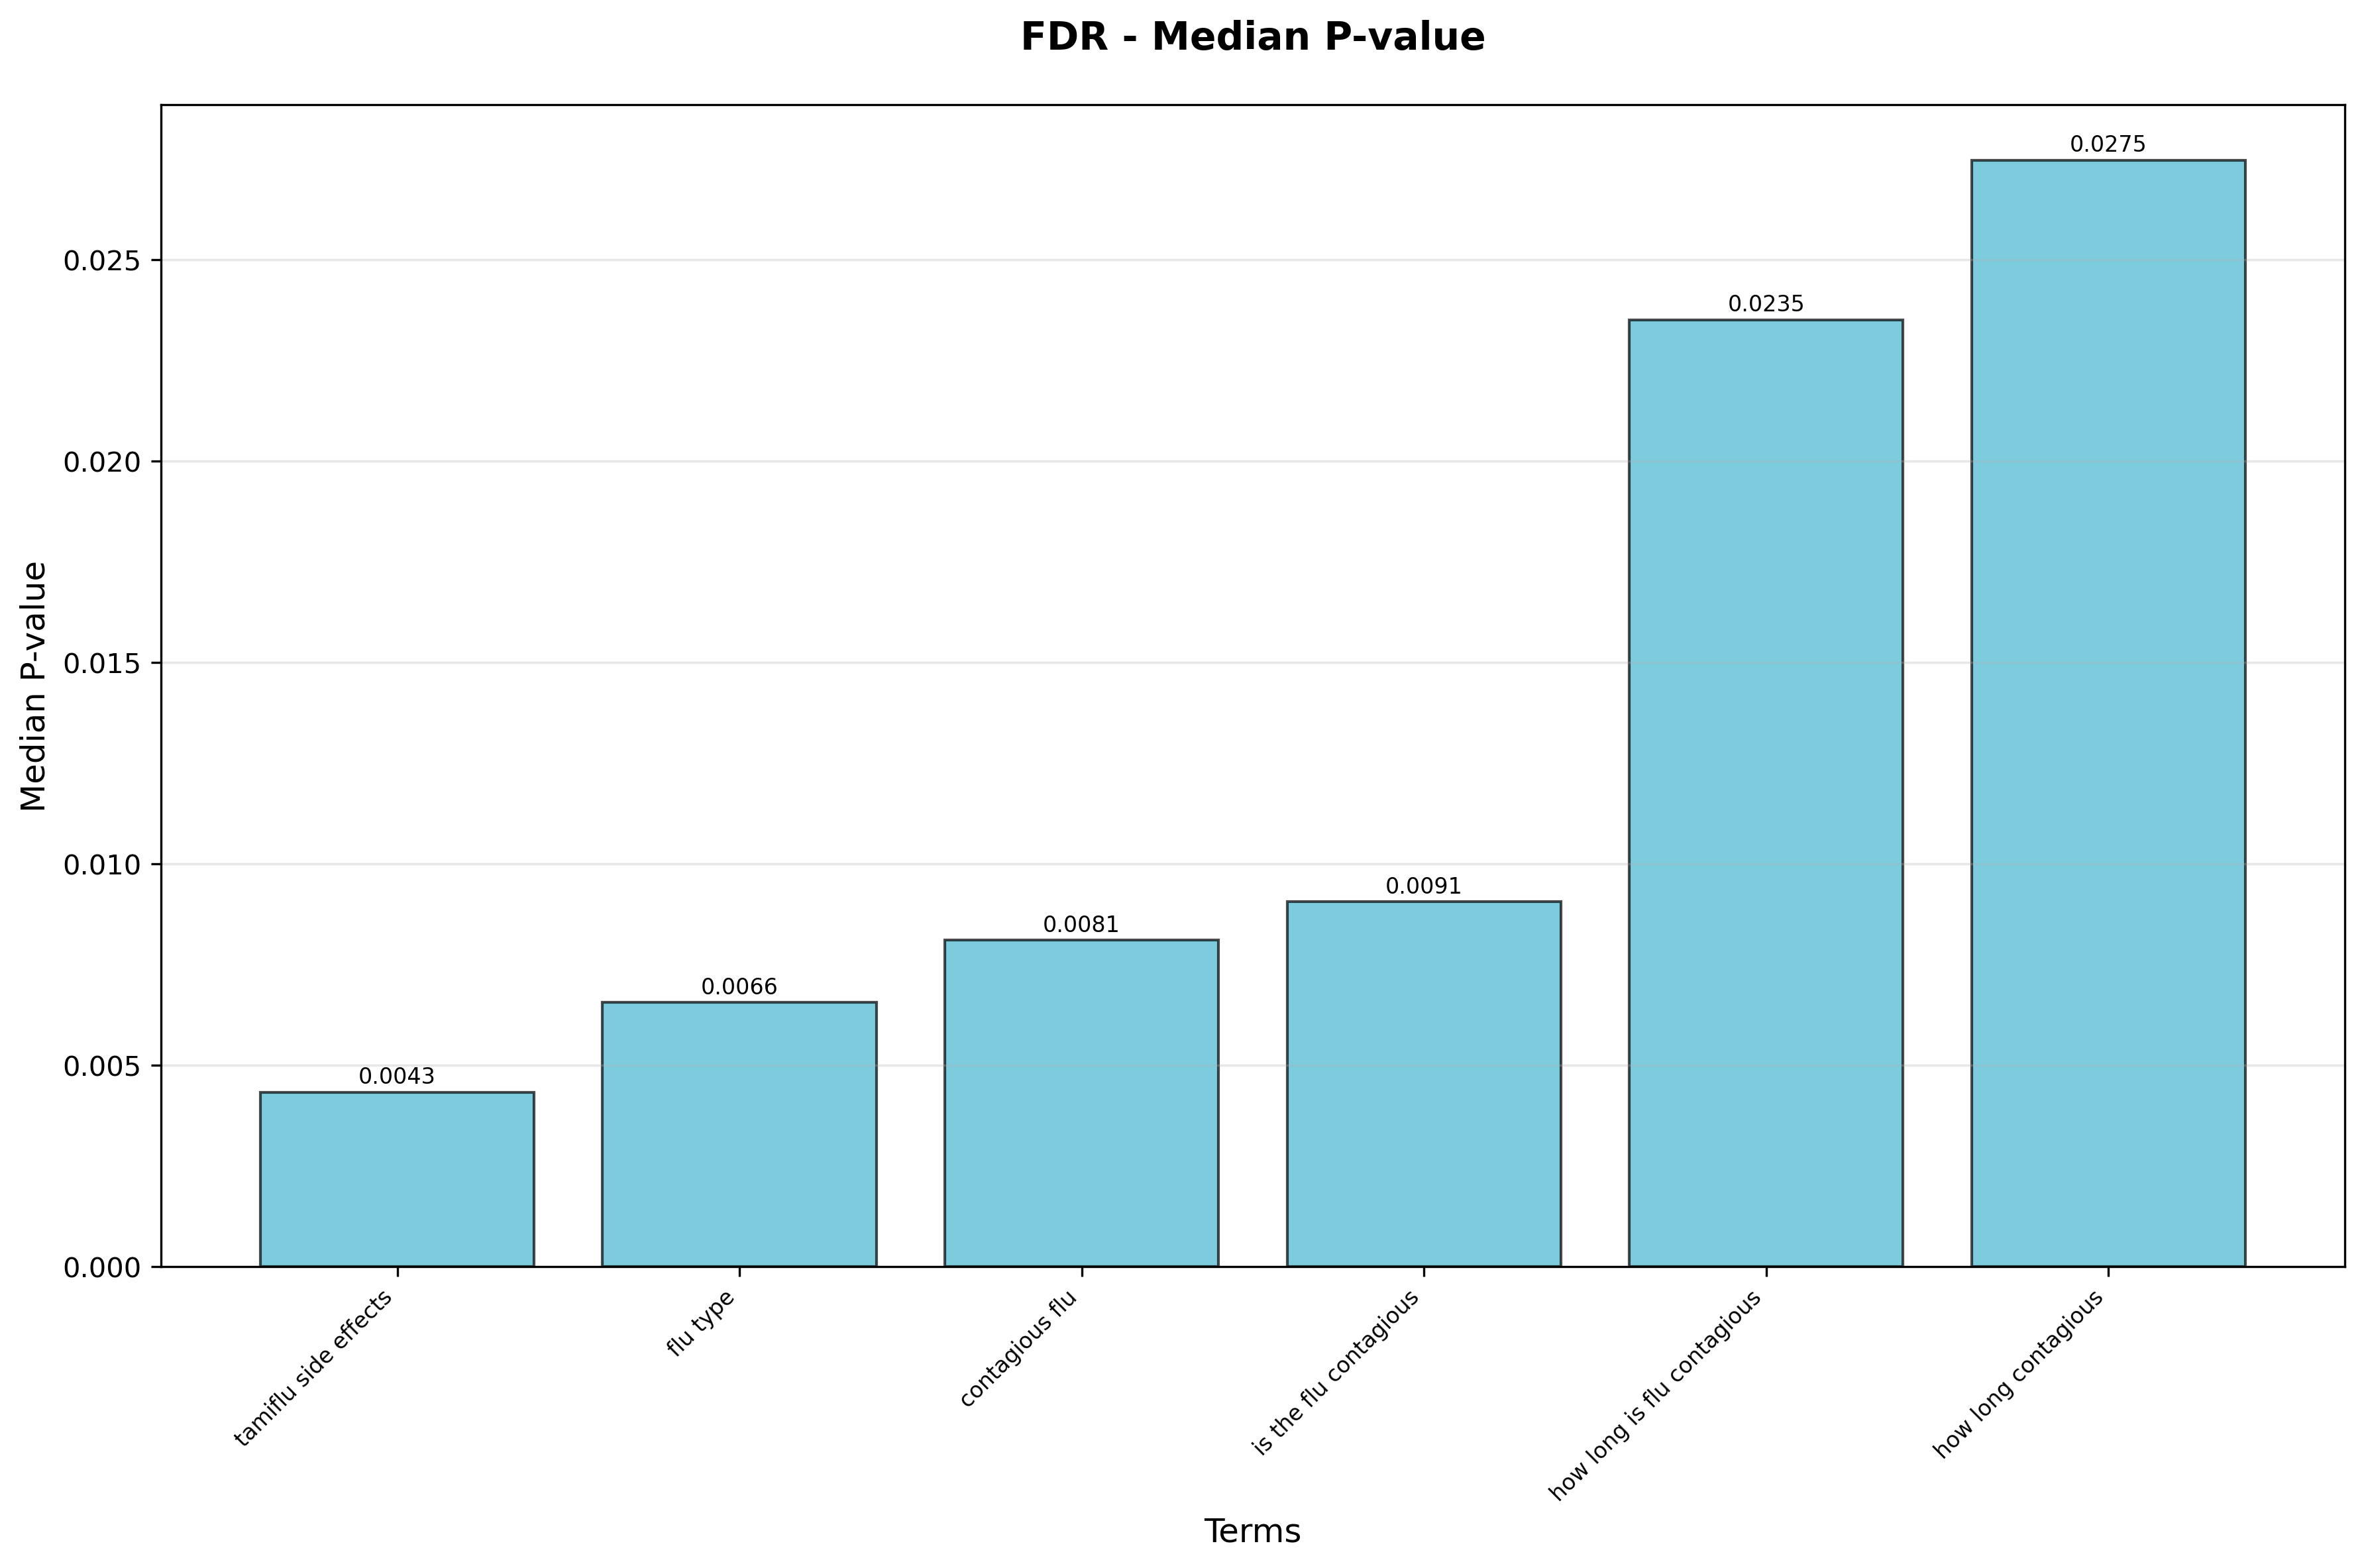 FDR - Median P-value
Median P-value
0.025
0.020
0.015
0.010
0.005
0.000
0.0043
0.0066
0.0081
0.0091
0.0235
0.0275
tamiflu side effects
flu type
contagious flu
is the flu contagious
how long is flu contagious
how long contagious
Terms